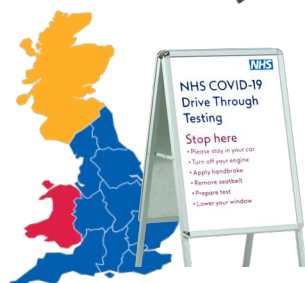 NHS
NHS COVID-19
Drive Through
Testing
Stop here
• Please stay in your car
• Turn off your engine
• Apply handbrake
• Remove seatbelt
• Prepare test
• Lower your window